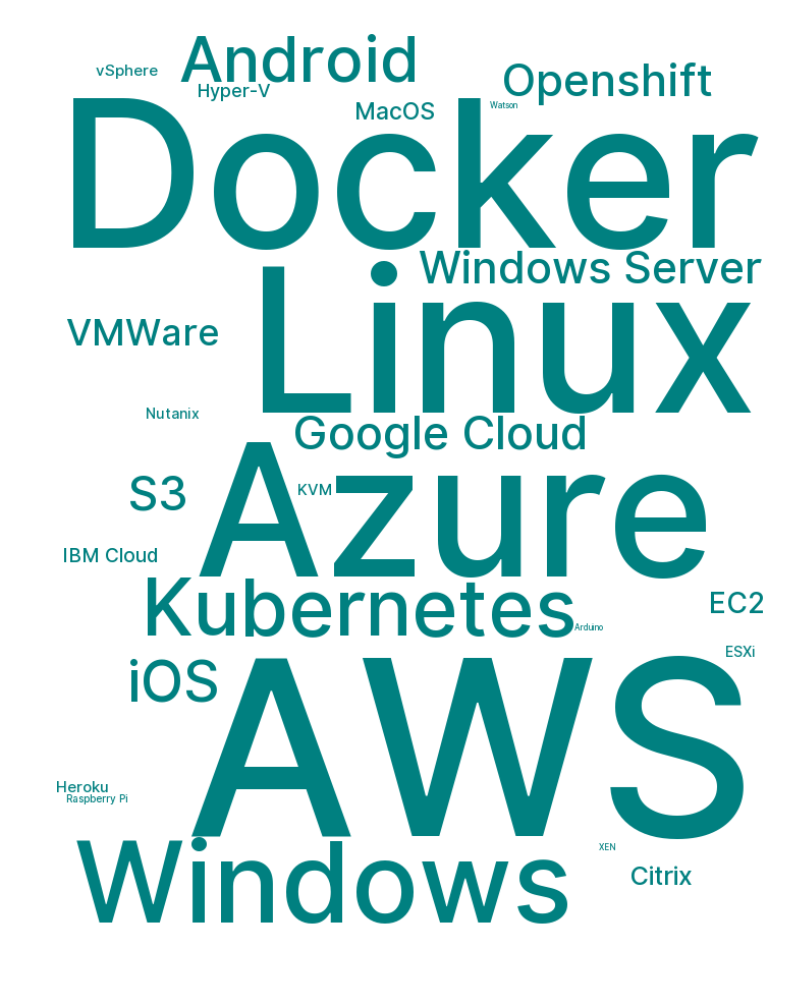 Android
vSphere
Openshift
Hyper-V
Watson
MacOS
Docker
Windows Server
Linux
VMWare
Nutanix
Google Cloud
S3
KVM
Azure
IBM Cloud
EC2
Kubernetes
Arduino
ESXi
iOS
AWS
Heroku
Raspberry Pi
XEN
Citrix
Windows